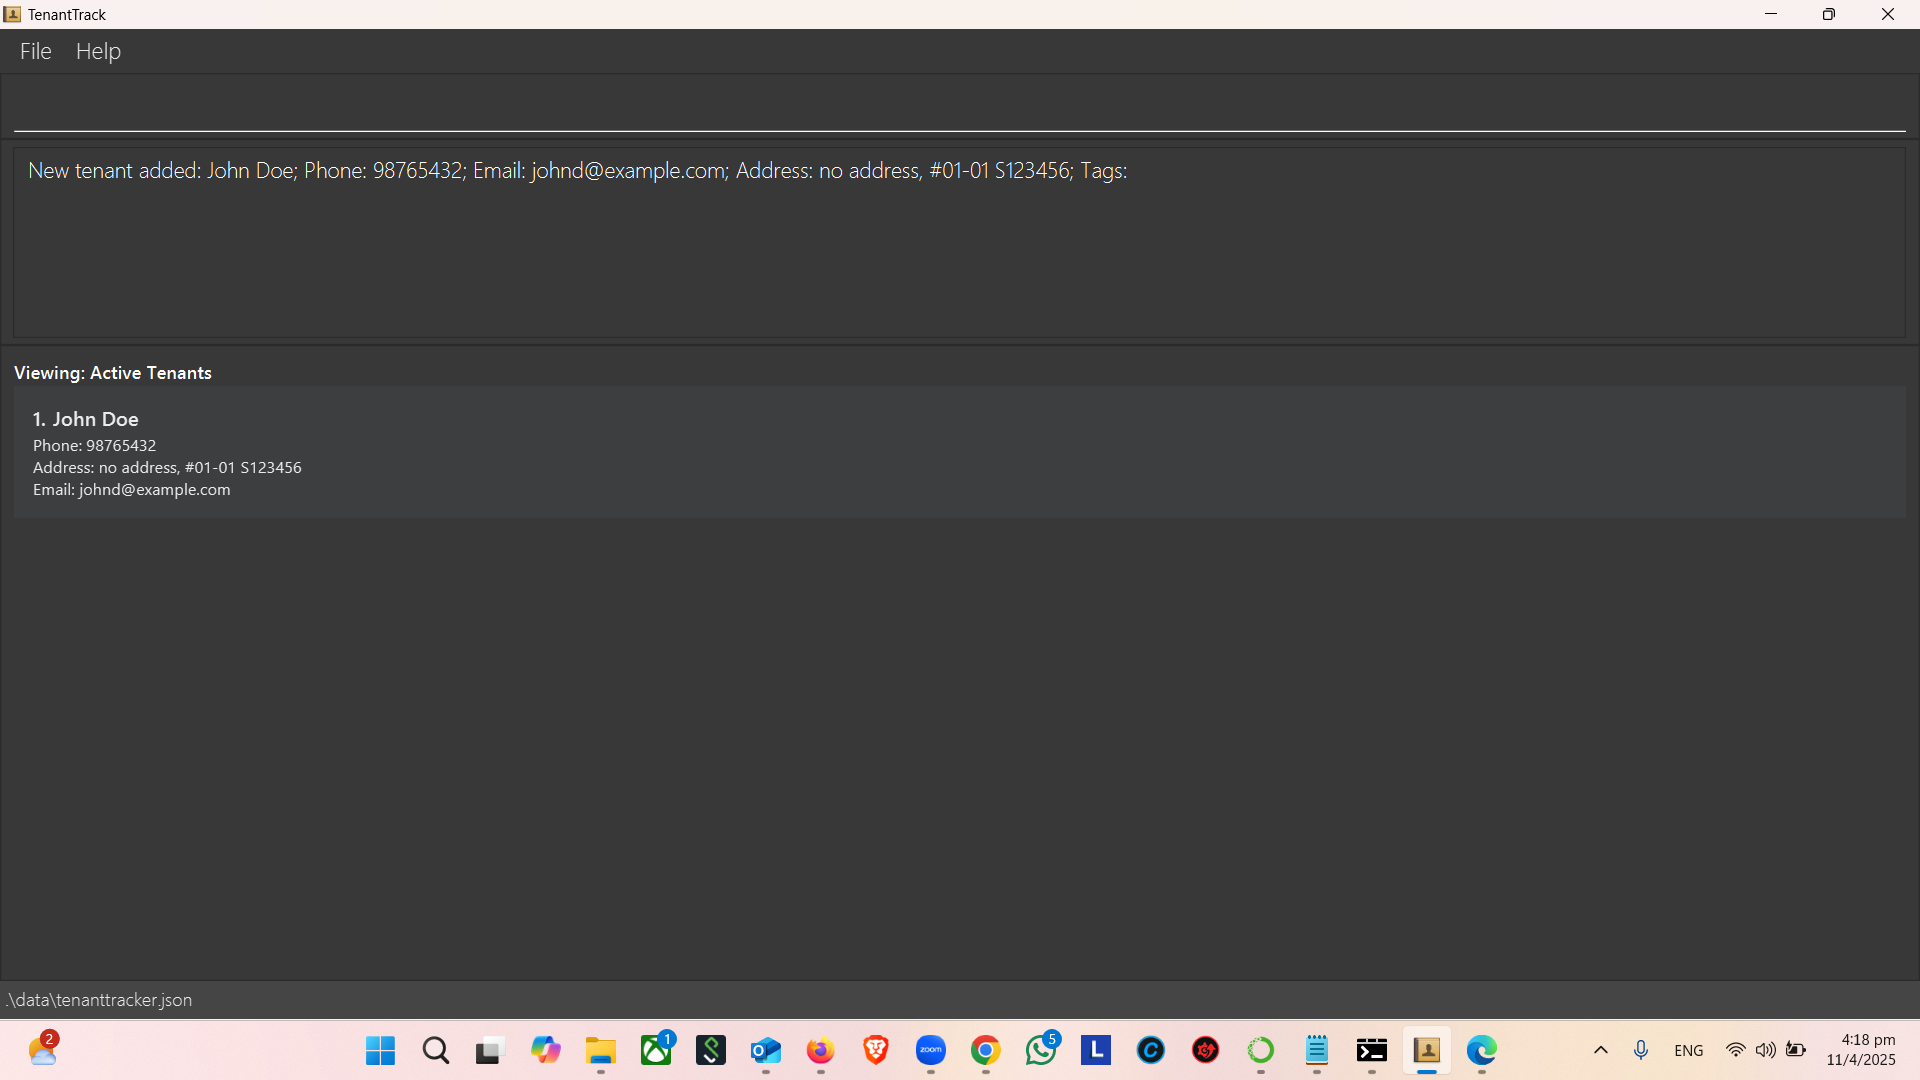 TenantTrack
File Help
New tenant added: John Doe; Phone: 98765432; Email: johnd@example.com; Address: no address, #01-01 S123456; Tags:
Viewing: Active Tenants
1. John Doe
Phone: 98765432
Address: no address, #01-01 S123456
Email: johnd@example.com
.\data\tenanttracker.json
2
1
zoom
5
L
ENG
4:18 pm
11/4/2025